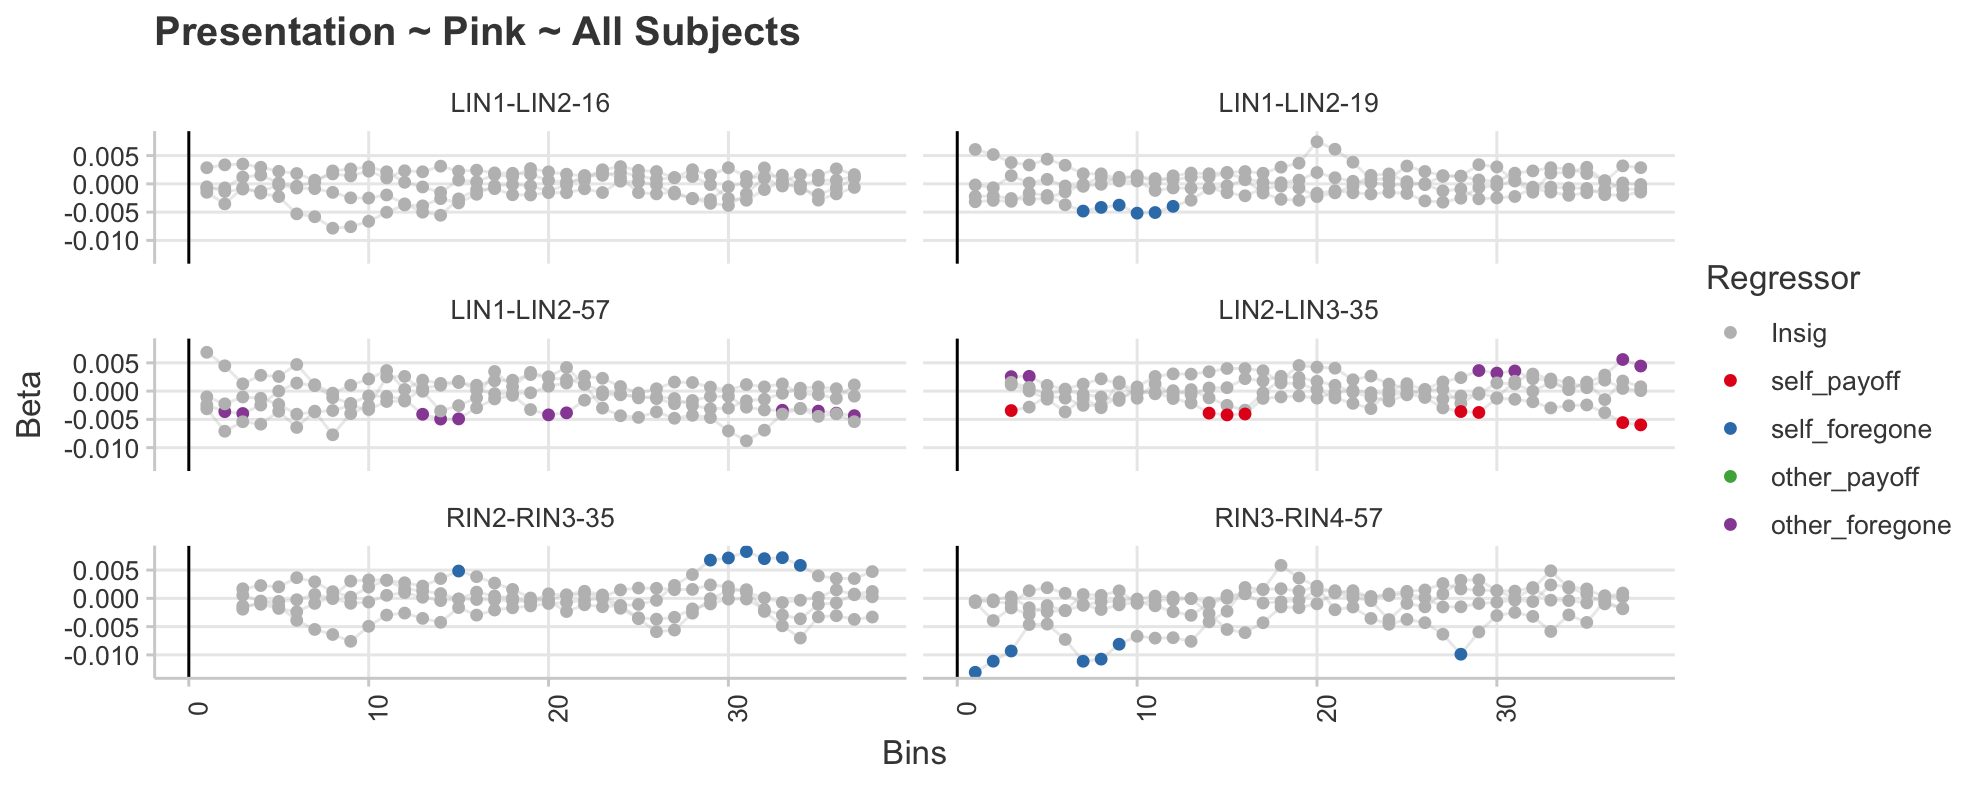 Presentation ~ Pink ~ All Subjects
LIN1-LIN2-16
LIN1-LIN2-19
0.005
0.000
-0.005
-0.010
LIN1-LIN2-57
LIN2-LIN3-35
0.005
0.000
-0.005
-0.010
RIN2-RIN3-35
RIN3-RIN4-57
0.005
0.000
-0.005
-0.010
0
10
20
30
0
10
20
30
Bins
Beta
Regressor
Insig
self_payoff
self_foregone
other_payoff
other_foregone